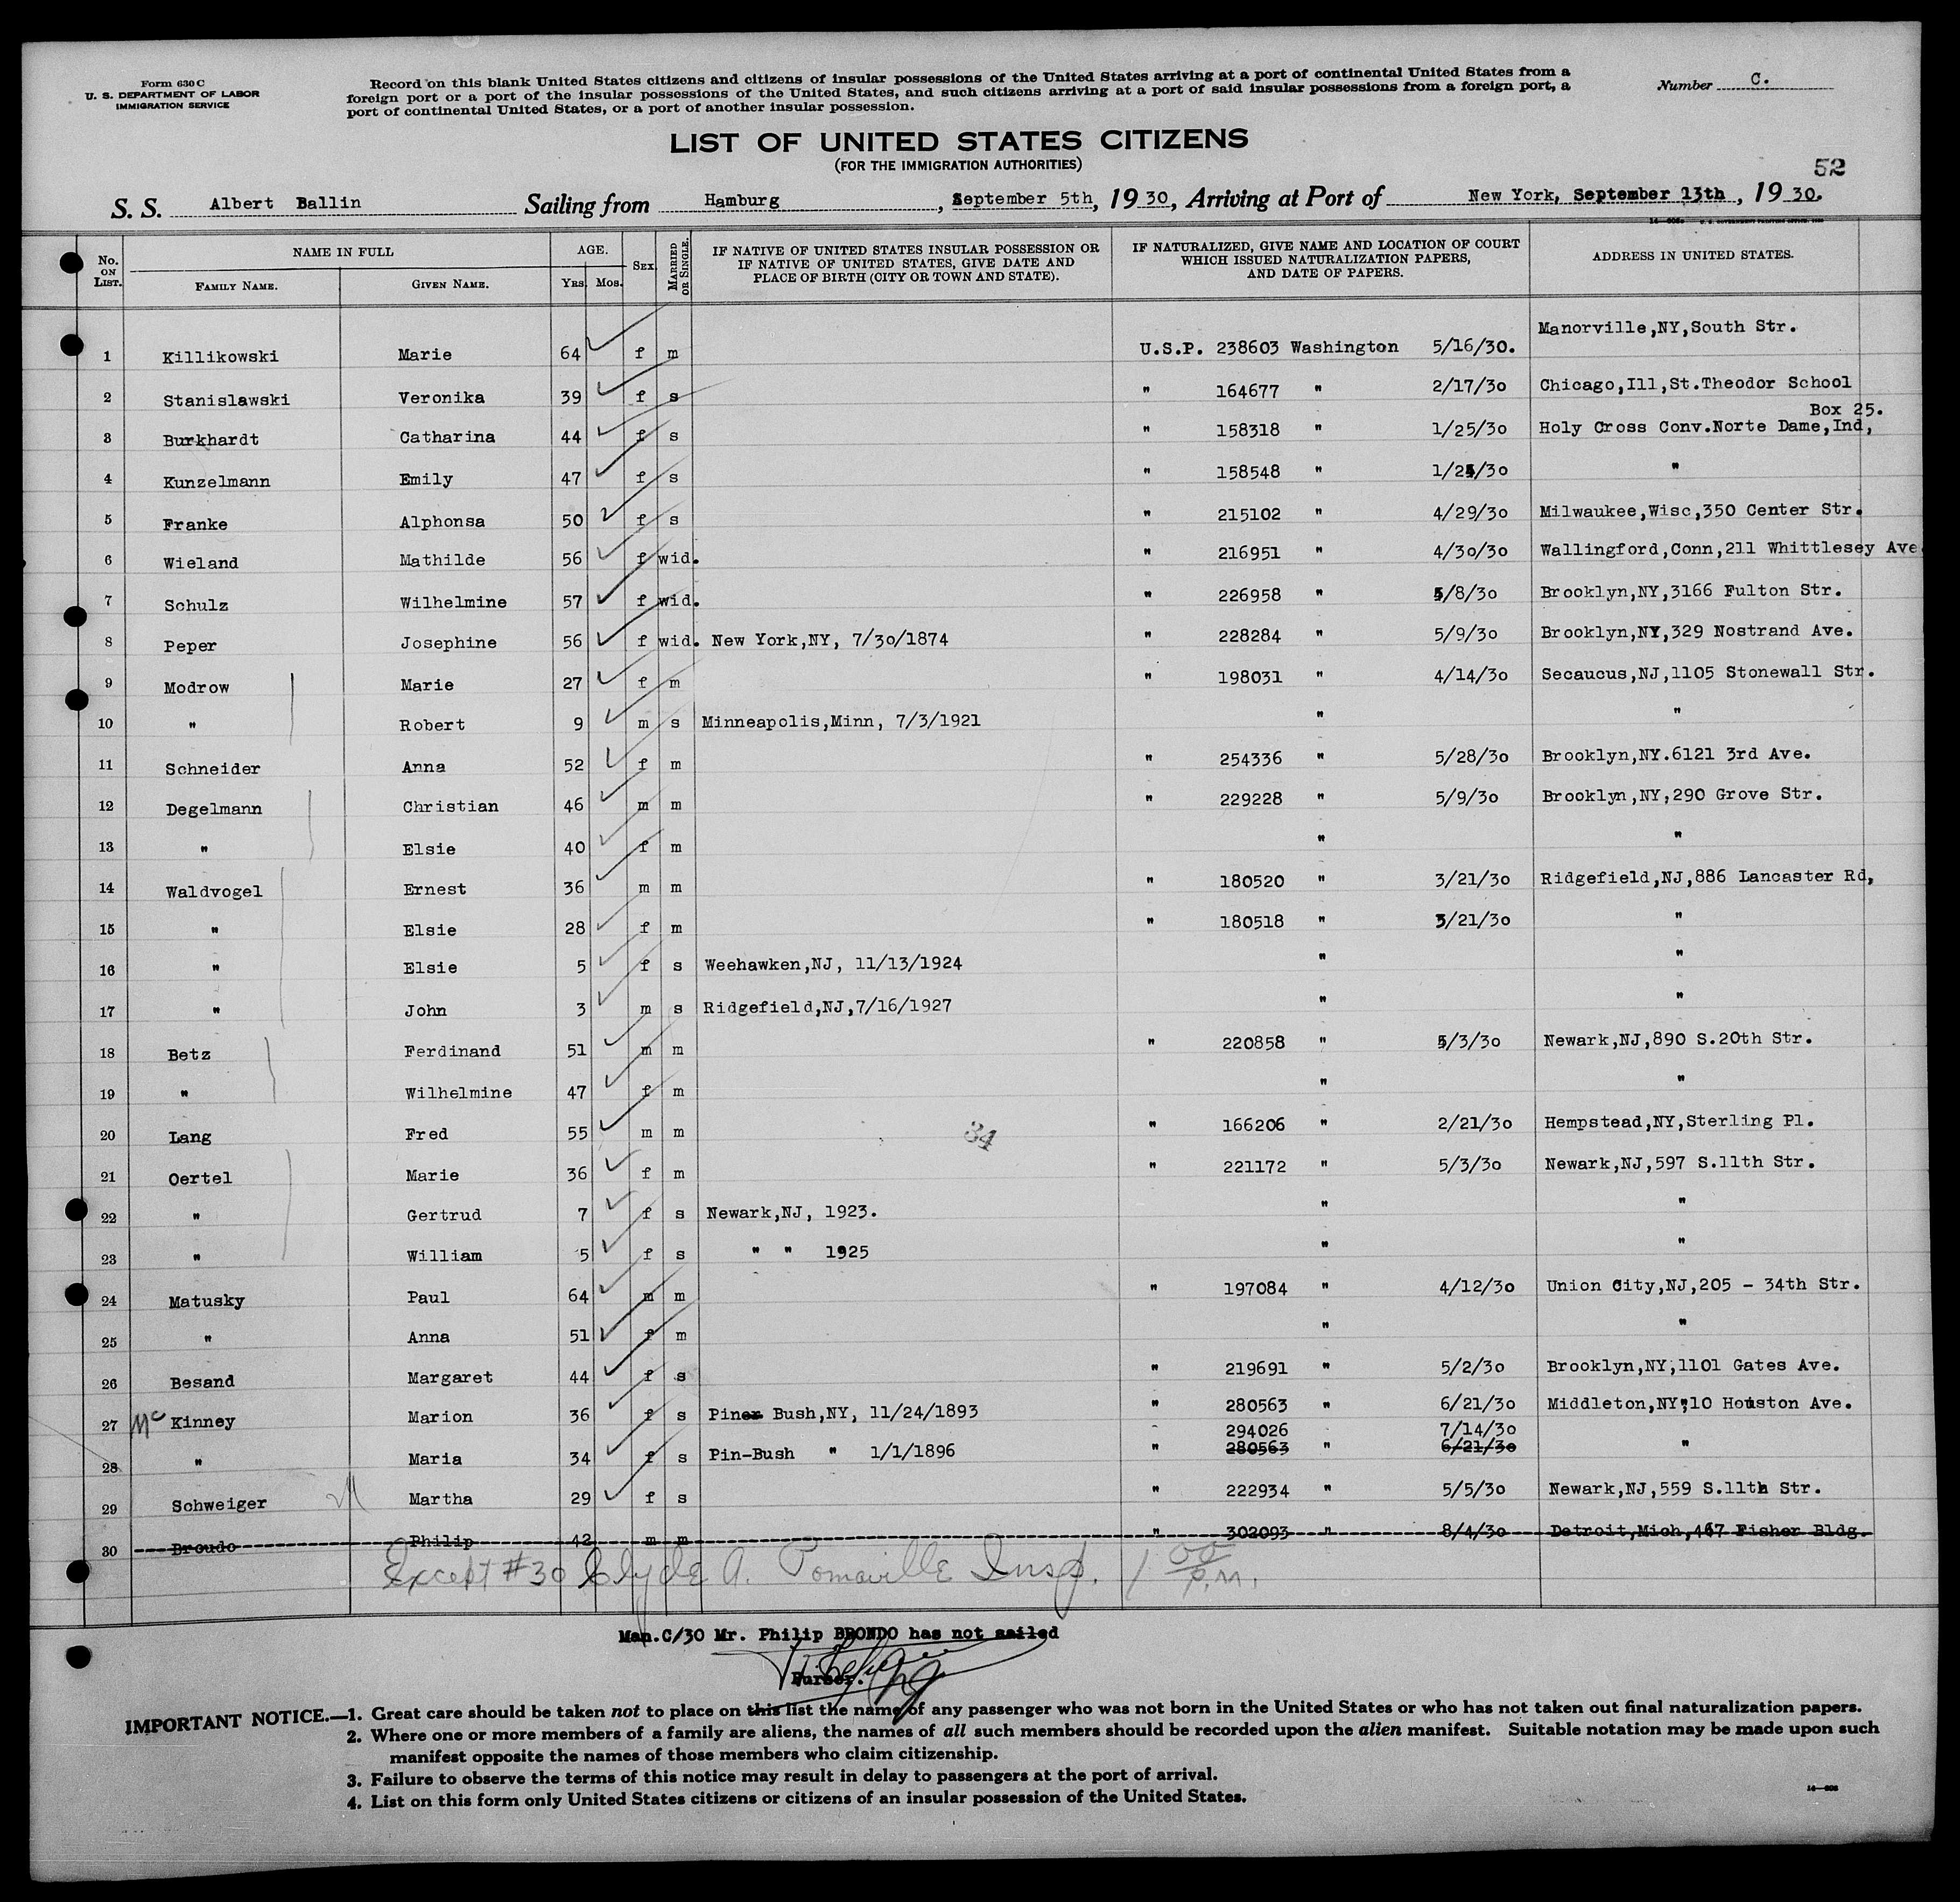 Form 630 C
U. S. DEPARTMENT OF LABOR
IMMIGRATION SERVICE
Record on this blank United States citizens and citizens of insular possessions of the United States arriving at a port of continental United States from a
foreign port or a port of the insular possessions of the United States, and such citizens arriving at a port of said insular possessions from a foreign port, a
port of continental United States, or a port of another insular possession.
Number C.
LIST OF UNITED STATES CITIZENS
(FOR THE IMMIGRATION AUTHORITIES)
52
S. S. Albert Ballin Sailing from Hamburg, September 5th, 1930, Arriving at Port of New York, September 13th, 1930.
No. ON LIST. NAME IN FULL FAMILY NAME. GIVEN NAME. AGE. YRS. MOS. SEX MARRIED OR SINGLE. IF NATIVE OF UNITED STATES INSULAR POSSESSION OR IF NATIVE OF UNITED STATES, GIVE DATE AND PLACE OF BIRTH (CITY OR TOWN AND STATE). IF NATURALIZED, GIVE NAME AND LOCATION OF COURT WHICH ISSUED NATURALIZATION PAPERS, AND DATE OF PAPERS. ADDRESS IN UNITED STATES.
1 Killikowski Marie 64 f m U.S.P. 238603 Washington 5/16/30. Manorville,NY,South Str.
2 Stanislawski Veronika 39 f s " 164677 " 2/17/30 Chicago,Ill,St.Theodor School
Box 25.
3 Burkhardt Catharina 44 f s " 158318 " 1/25/30 Holy Cross Conv.Norte Dame,Ind,
4 Kunzelmann Emily 47 f s " 158548 " 1/25/30 "
5 Franke Alphonsa 50 f s " 215102 " 4/29/30 Milwaukee,Wisc,350 Center Str.
6 Wieland Mathilde 56 f wid. " 216951 " 4/30/30 Wallingford,Conn,211 Whittlesey Ave
7 Schulz Wilhelmine 57 f wid. " 226958 " 5/8/30 Brooklyn,NY,3166 Fulton Str.
8 Peper Josephine 56 f wid. New York,NY, 7/30/1874 " 228284 " 5/9/30 Brooklyn,NY,329 Nostrand Ave.
9 Modrow Marie 27 f m " 198031 " 4/14/30 Secaucus,NJ,1105 Stonewall Str.
10 " Robert 9 m s Minneapolis,Minn, 7/3/1921 " "
11 Schneider Anna 52 f m " 254336 " 5/28/30 Brooklyn,NY.6121 3rd Ave.
12 Degelmann Christian 46 m m " 229228 " 5/9/30 Brooklyn,NY,290 Grove Str.
13 " Elsie 40 f m " "
14 Waldvogel Ernest 36 m m " 180520 " 3/21/30 Ridgefield,NJ,886 Lancaster Rd,
15 " Elsie 28 f m " 180518 " 3/21/30 "
16 " Elsie 5 f s Weehawken,NJ, 11/13/1924 " "
17 " John 3 m s Ridgefield,NJ,7/16/1927 " "
18 Betz Ferdinand 51 m m " 220858 " 5/3/30 Newark,NJ,890 S.20th Str.
19 " Wilhelmine 47 f m " "
20 Lang Fred 55 m m 34 " 166206 " 2/21/30 Hempstead,NY,Sterling Pl.
21 Oertel Marie 36 f m " 221172 " 5/3/30 Newark,NJ,597 S.11th Str.
22 " Gertrud 7 f s Newark,NJ, 1923. " "
23 " William 5 f s " " 1925 " "
24 Matusky Paul 64 m m " 197084 " 4/12/30 Union City,NJ,205 - 34th Str.
25 " Anna 51 f m " "
26 Besand Margaret 44 f s " 219691 " 5/2/30 Brooklyn,NY,1101 Gates Ave.
27 Mc Kinney Marion 36 f s Piner Bush,NY, 11/24/1893 " 280563 " 6/21/30 Middleton,NY,10 Houston Ave.
294026 7/14/30
28 " Maria 34 f s Pin-Bush " 1/1/1896 " 280563 " 6/21/30 "
29 Schweiger Martha 29 f s " 222934 " 5/5/30 Newark,NJ,559 S.11th Str.
30 Broudo Philip 42 m m " 302093 " 8/4/30 Detroit,Mich,467 Fisher Bldg.
Except #30 Clyde A. Pomaville Insp. 1 00 p.m.
Man.C/30 Mr. Philip BRONDO has not sailed
Purser.
IMPORTANT NOTICE.—1. Great care should be taken not to place on this list the name of any passenger who was not born in the United States or who has not taken out final naturalization papers.
2. Where one or more members of a family are aliens, the names of all such members should be recorded upon the alien manifest. Suitable notation may be made upon such
manifest opposite the names of those members who claim citizenship.
3. Failure to observe the terms of this notice may result in delay to passengers at the port of arrival.
4. List on this form only United States citizens or citizens of an insular possession of the United States.